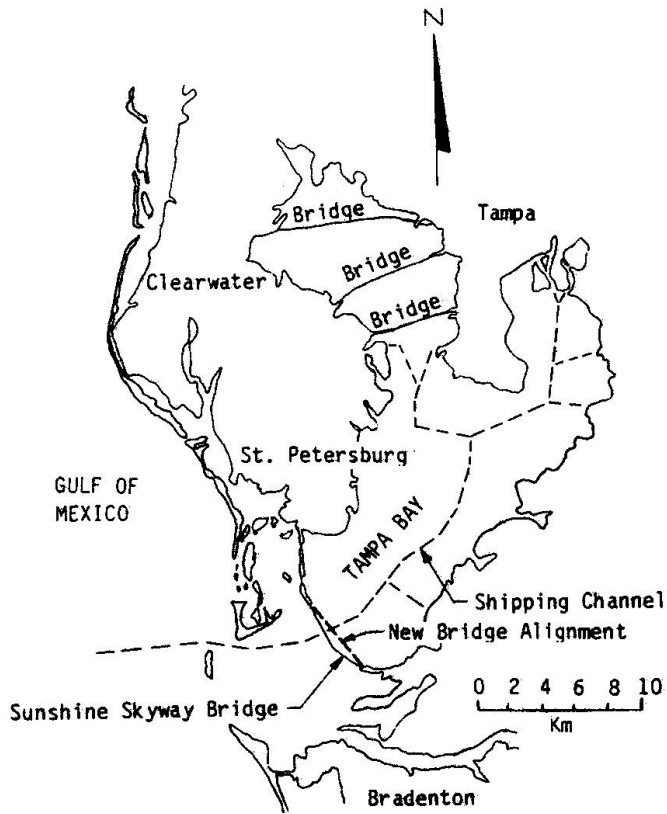 N
Bridge
Tampa
Bridge
Clearwater
Bridge
St. Petersburg
GULF OF
MEXICO
TAMPA BAY
Shipping Channel
New Bridge Alignment
Sunshine Skyway Bridge
0 2 4 6 8 10
Km
Bradenton